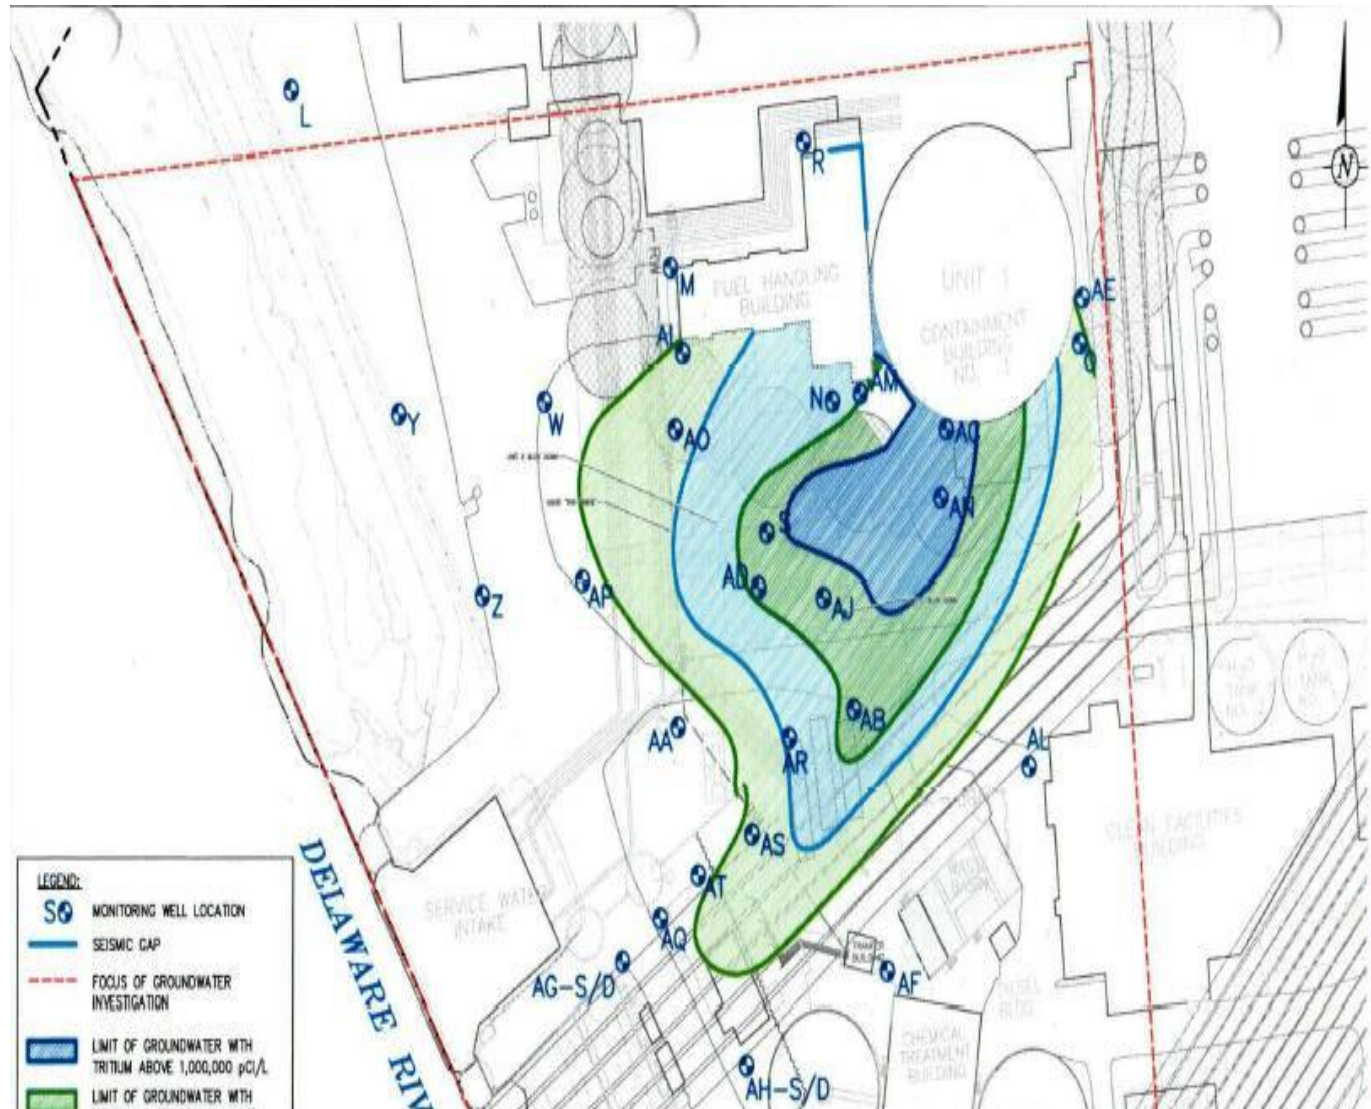 L
N
R
M
FUEL HANDLING
BUILDING
UNIT 1
CONTAINMENT
BUILDING
NO. 1
AE
AI
N
AM
Y
W
AO
AC
AN
S
AD
AJ
Z
AP
AB
AA
AR
AL
AS
AT
AQ
AG-S/D
AF
AH-S/D
CLEAN FACILITIES
BUILDING
SERVICE WATER
INTAKE
CHEMICAL
TREATMENT
BUILDING
DELAWARE RIV
LEGEND:
S MONITORING WELL LOCATION
SEISMIC GAP
FOCUS OF GROUNDWATER
INVESTIGATION
LIMIT OF GROUNDWATER WITH
TRITIUM ABOVE 1,000,000 pCi/L
LIMIT OF GROUNDWATER WITH